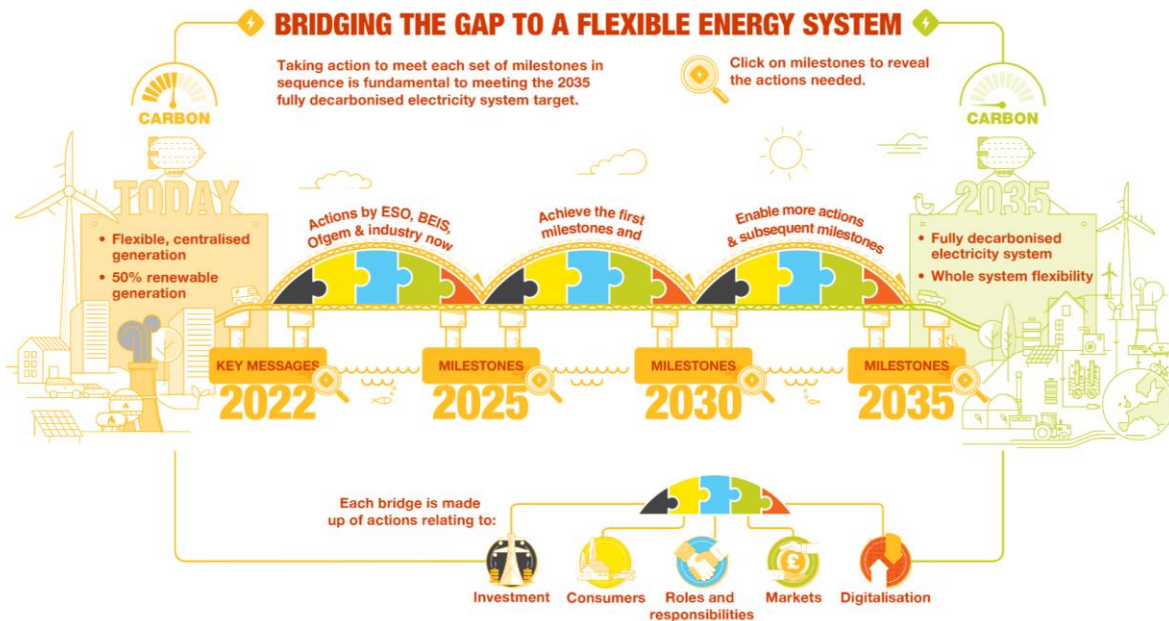 BRIDGING THE GAP TO A FLEXIBLE ENERGY SYSTEM
Taking action to meet each set of milestones in
sequence is fundamental to meeting the 2035
fully decarbonised electricity system target.
Click on milestones to reveal
the actions needed.
CARBON
CARBON
TODAY
• Flexible, centralised
generation
• 50% renewable
generation
Actions by ESO, BEIS,
Ofgem & industry now
Achieve the first
milestones and
Enable more actions
& subsequent milestones
2035
• Fully decarbonised
electricity system
• Whole system flexibility
KEY MESSAGES
2022
MILESTONES
2025
MILESTONES
2030
MILESTONES
2035
Each bridge is made
up of actions relating to:
£
Investment
Consumers
Roles and
responsibilities
Markets
Digitalisation